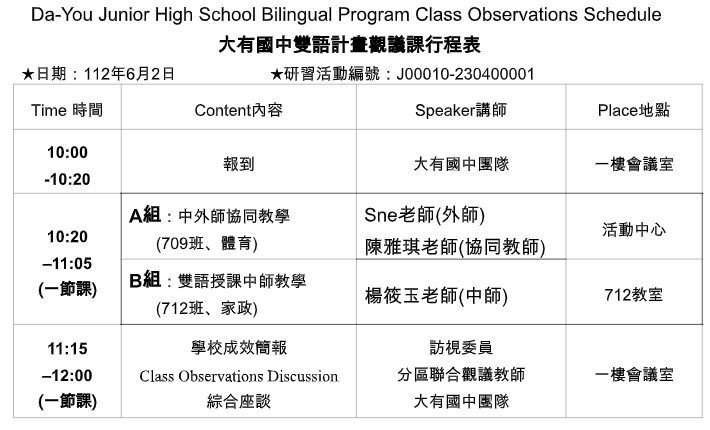 Da-You Junior High School Bilingual Program Class Observations Schedule
大有國中雙語計畫觀議課行程表
★日期：112年6月2日 ★研習活動編號：J00010-230400001
Time 時間 Content內容 Speaker講師 Place地點
10:00
-10:20
報到 大有國中團隊 一樓會議室
10:20
–11:05
(一節課)
A組：中外師協同教學
(709班、體育)
Sne老師(外師)
陳雅琪老師(協同教師)
活動中心
B組：雙語授課中師教學
(712班、家政)
楊筱玉老師(中師)
712教室
11:15
–12:00
(一節課)
學校成效簡報
Class Observations Discussion
綜合座談
訪視委員
分區聯合觀議教師
大有國中團隊
一樓會議室